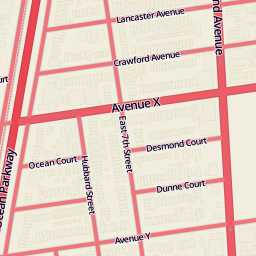 Lancaster Avenue
Crawford Avenue
Avenue
Avenue X
East 7th Street
Desmond Court
Ocean Court
Hubbard Street
Dunne Court
Ocean Parkway
Avenue Y